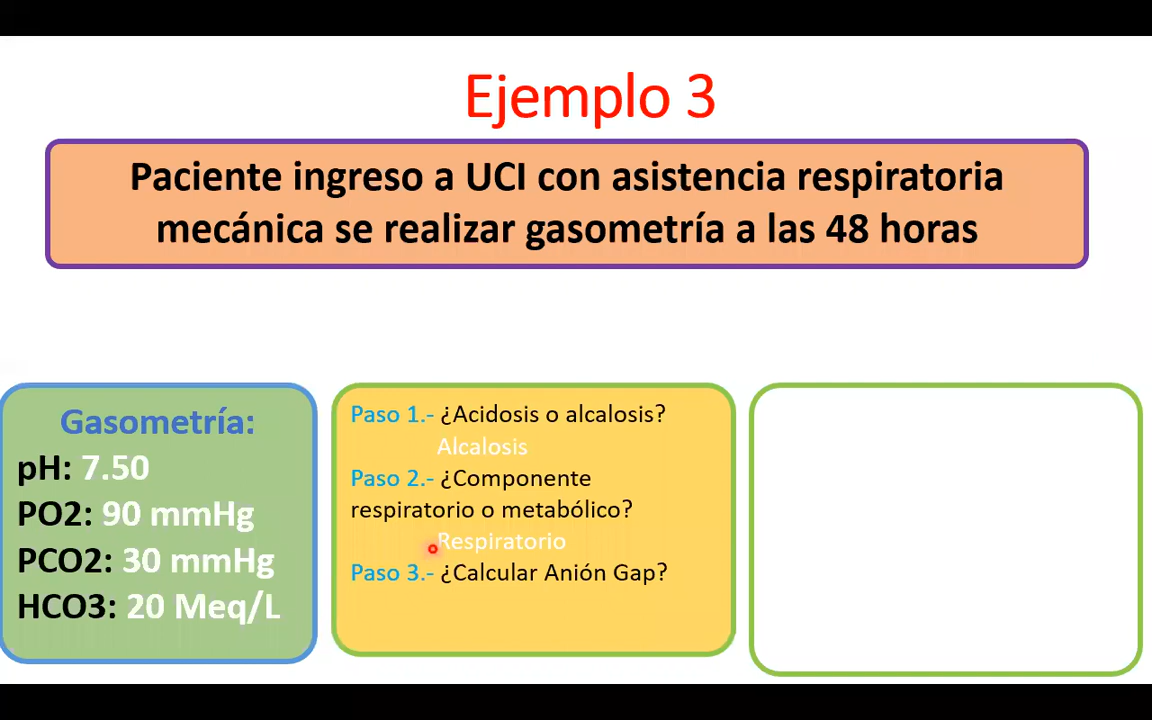 Ejemplo 3
Paciente ingreso a UCI con asistencia respiratoria
mecánica se realizar gasometría a las 48 horas
Gasometría:
pH: 7.50
PO2: 90 mmHg
PCO2: 30 mmHg
HCO3: 20 Meq/L
Paso 1.- ¿Acidosis o alcalosis?
Alcalosis
Paso 2.- ¿Componente
respiratorio o metabólico?
Respiratorio
Paso 3.- ¿Calcular Anión Gap?